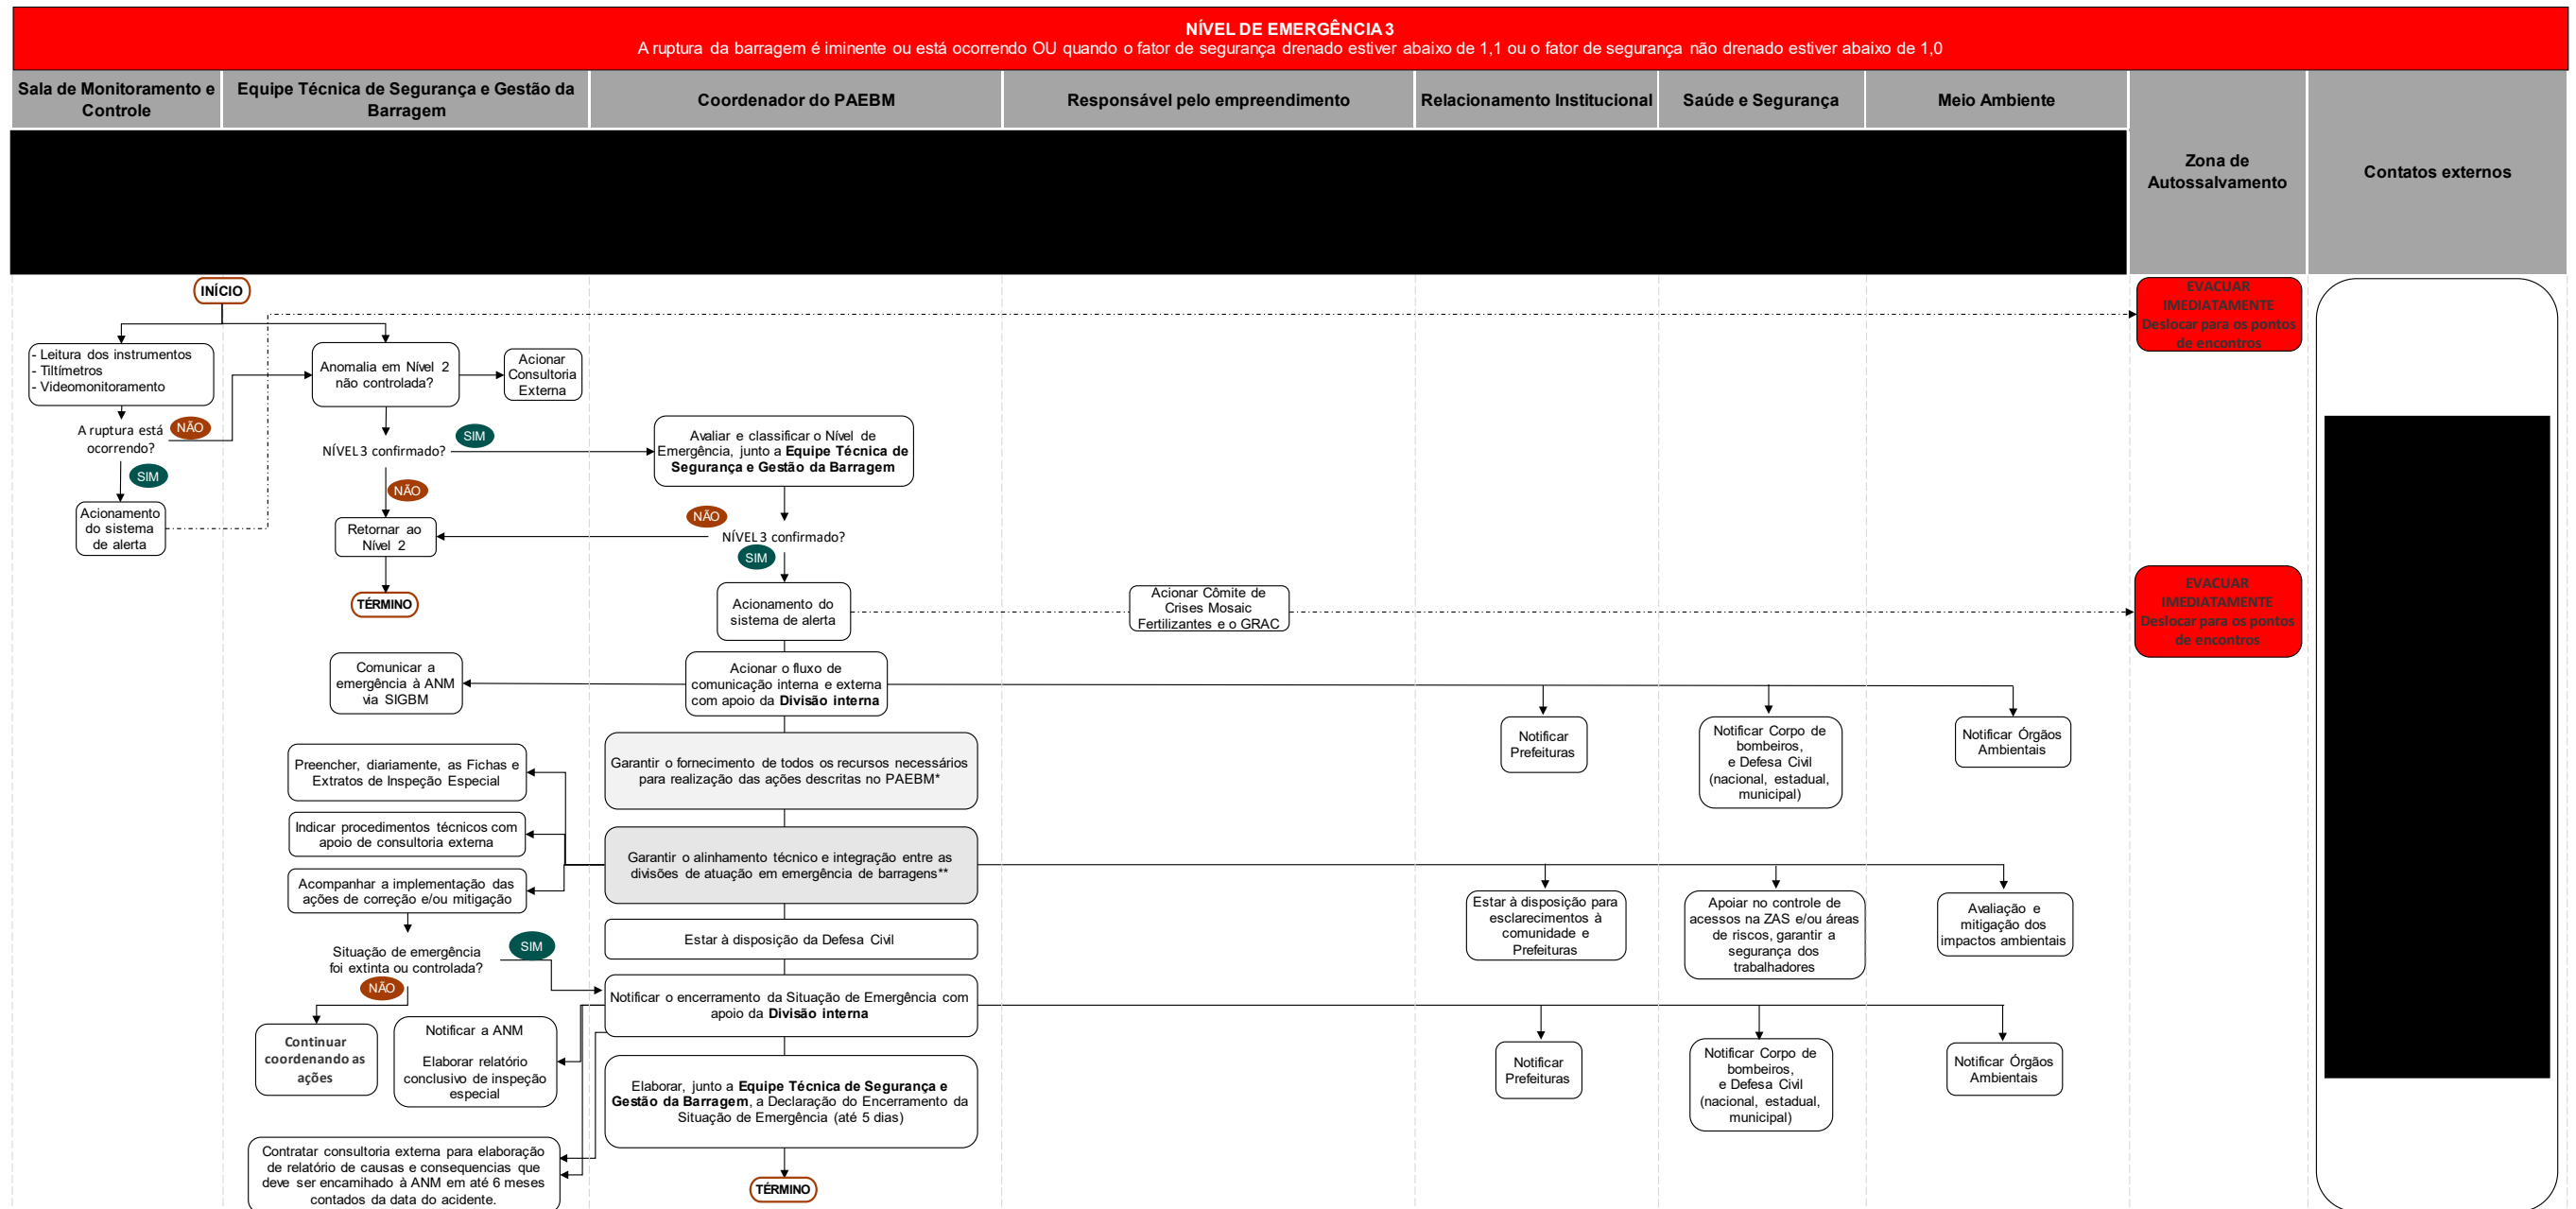 NÍVEL DE EMERGÊNCIA 3
A ruptura da barragem é iminente ou está ocorrendo OU quando o fator de segurança drenado estiver abaixo de 1,1 ou o fator de segurança não drenado estiver abaixo de 1,0
Sala de Monitoramento e
Controle
Equipe Técnica de Segurança e Gestão da
Barragem
Coordenador do PAEBM
Responsável pelo empreendimento
Relacionamento Institucional
Saúde e Segurança
Meio Ambiente
Zona de
Autossalvamento
Contatos externos
INÍCIO
EVACUAR
IMEDIATAMENTE
Deslocar para os pontos
de encontros
- Leitura dos instrumentos
- Tiltímetros
- Videomonitoramento
Anomalia em Nível 2
não controlada?
Acionar
Consultoria
Externa
A ruptura está
ocorrendo?
NÃO
SIM
NÍVEL 3 confirmado?
SIM
Avaliar e classificar o Nível de
Emergência, junto a Equipe Técnica de
Segurança e Gestão da Barragem
NÃO
Acionamento
do sistema
de alerta
Retornar ao
Nível 2
NÃO
NÍVEL 3 confirmado?
SIM
TÉRMINO
Acionamento do
sistema de alerta
Acionar Cômite de
Crises Mosaic
Fertilizantes e o GRAC
EVACUAR
IMEDIATAMENTE
Deslocar para os pontos
de encontros
Comunicar a
emergência à ANM
via SIGBM
Acionar o fluxo de
comunicação interna e externa
com apoio da Divisão interna
Notificar
Prefeituras
Notificar Corpo de
bombeiros,
e Defesa Civil
(nacional, estadual,
municipal)
Notificar Órgãos
Ambientais
Preencher, diariamente, as Fichas e
Extratos de Inspeção Especial
Garantir o fornecimento de todos os recursos necessários
para realização das ações descritas no PAEBM*
Indicar procedimentos técnicos com
apoio de consultoria externa
Garantir o alinhamento técnico e integração entre as
divisões de atuação em emergência de barragens**
Acompanhar a implementação das
ações de correção e/ou mitigação
Estar à disposição para
esclarecimentos à
comunidade e
Prefeituras
Apoiar no controle de
acessos na ZAS e/ou áreas
de riscos, garantir a
segurança dos
trabalhadores
Avaliação e
mitigação dos
impactos ambientais
Estar à disposição da Defesa Civil
Situação de emergência
foi extinta ou controlada?
SIM
NÃO
Notificar o encerramento da Situação de Emergência com
apoio da Divisão interna
Continuar
coordenando as
ações
Notificar a ANM
Elaborar relatório
conclusivo de inspeção
especial
Notificar
Prefeituras
Notificar Corpo de
bombeiros,
e Defesa Civil
(nacional, estadual,
municipal)
Notificar Órgãos
Ambientais
Elaborar, junto a Equipe Técnica de Segurança e
Gestão da Barragem, a Declaração do Encerramento da
Situação de Emergência (até 5 dias)
Contratar consultoria externa para elaboração
de relatório de causas e consequencias que
deve ser encamihado à ANM em até 6 meses
contados da data do acidente.
TÉRMINO